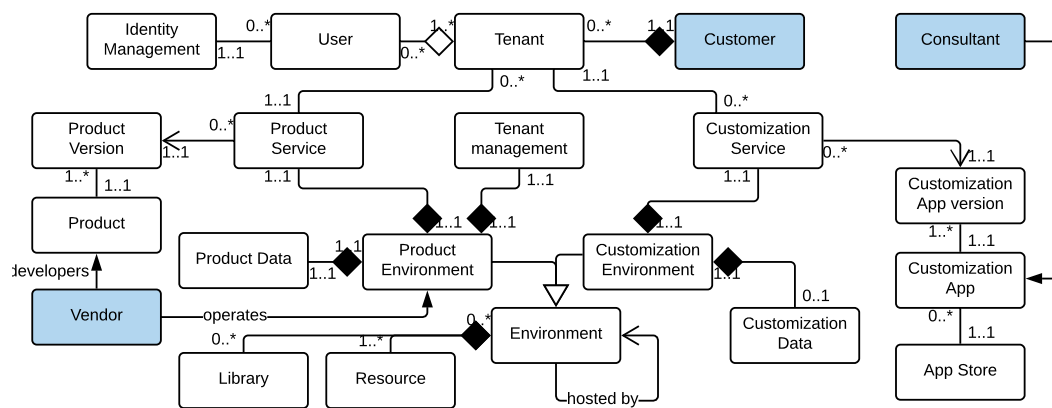 Identity
Management
0..*
1..1
User
1..*
0..*
Tenant
0..*
1..1
Customer
Consultant
0..*
1..1
1..1
0..*
Product
Version
0..*
1..1
Product
Service
Tenant
management
Customization
Service
0..*
1..1
1..*
1..1
1..1
1..1
1..1
Customization
App version
Product
1..1
1..1
1..1
1..*
1..1
developers
Product Data
1..1
1..1
Product
Environment
Customization
Environment
1..1
Customization
App
Vendor
operates
0..*
Environment
0..1
Customization
Data
0..*
1..1
0..*
1..*
Library
Resource
hosted by
App Store